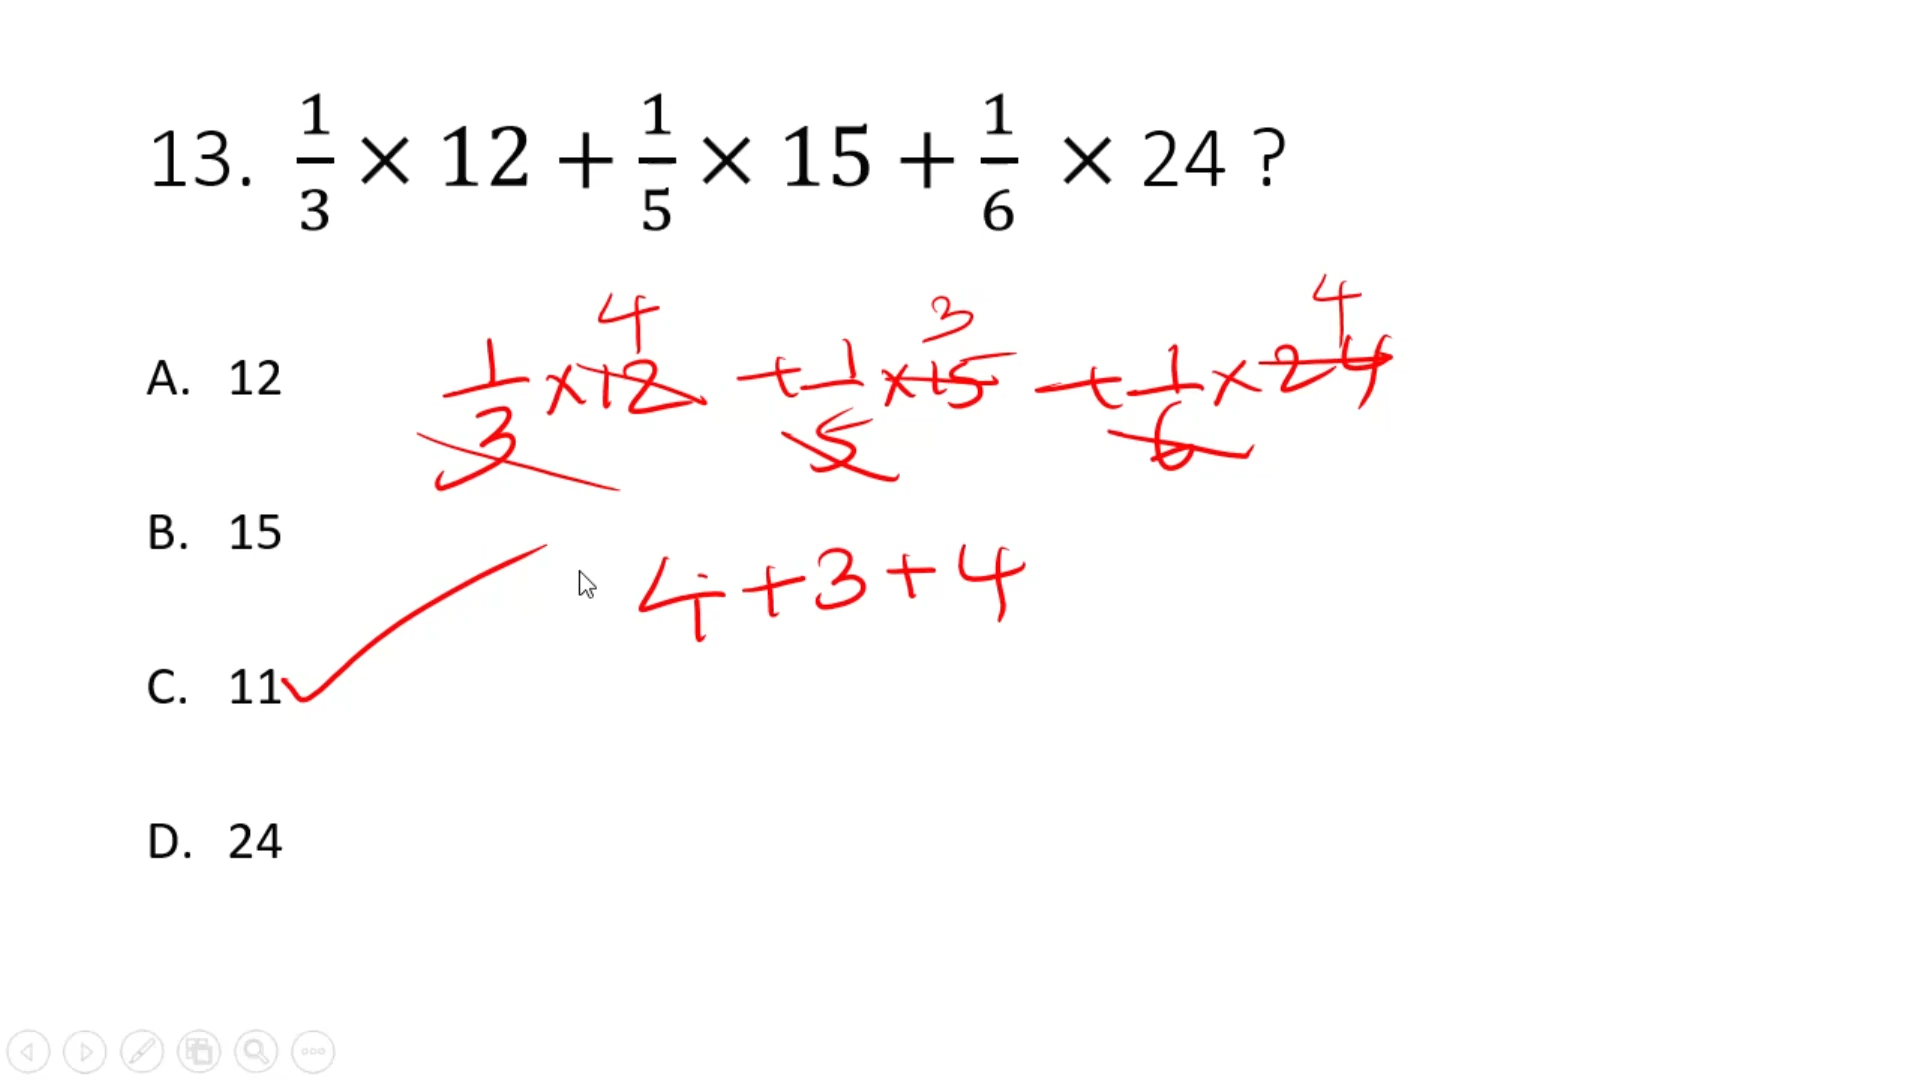 13. 1/3 × 12 + 1/5 × 15 + 1/6 × 24 ?
4 3 4
1/3 × 12 + 1/5 × 15 + 1/6 × 24
A. 12
B. 15
4 + 3 + 4
C. 11
D. 24